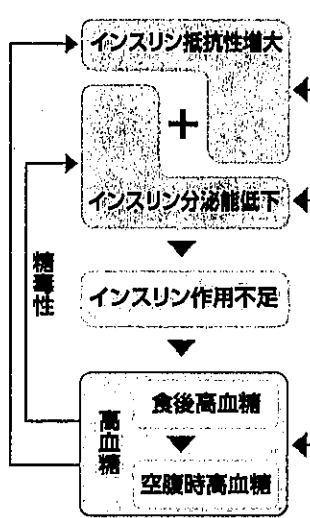 インスリン抵抗性増大
+
インスリン分泌能低下
糖毒性
インスリン作用不足
高血糖
食後高血糖
空腹時高血糖